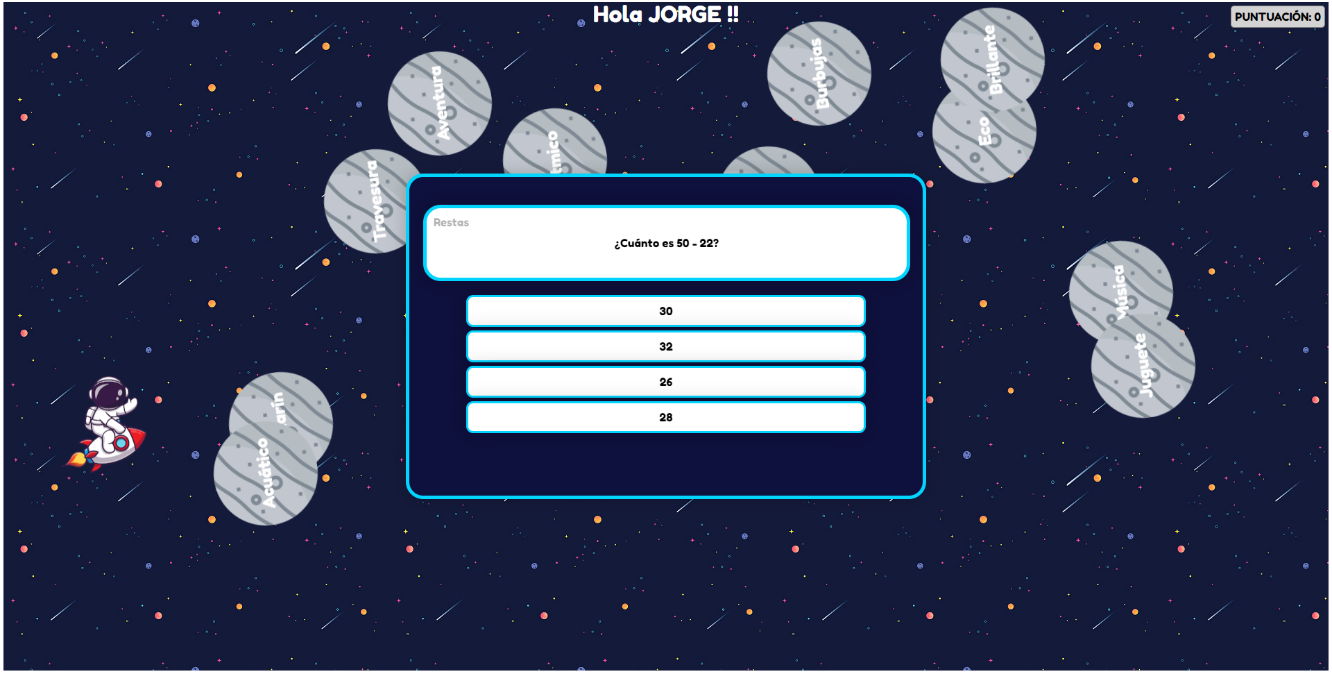 Hola JORGE !!
PUNTUACIÓN: 0
Brillante
Burbujas
Aventura
Eco
Travesura
Restas
¿Cuánto es 50 - 22?
Música
30
32
Juguete
26
28
Acuático